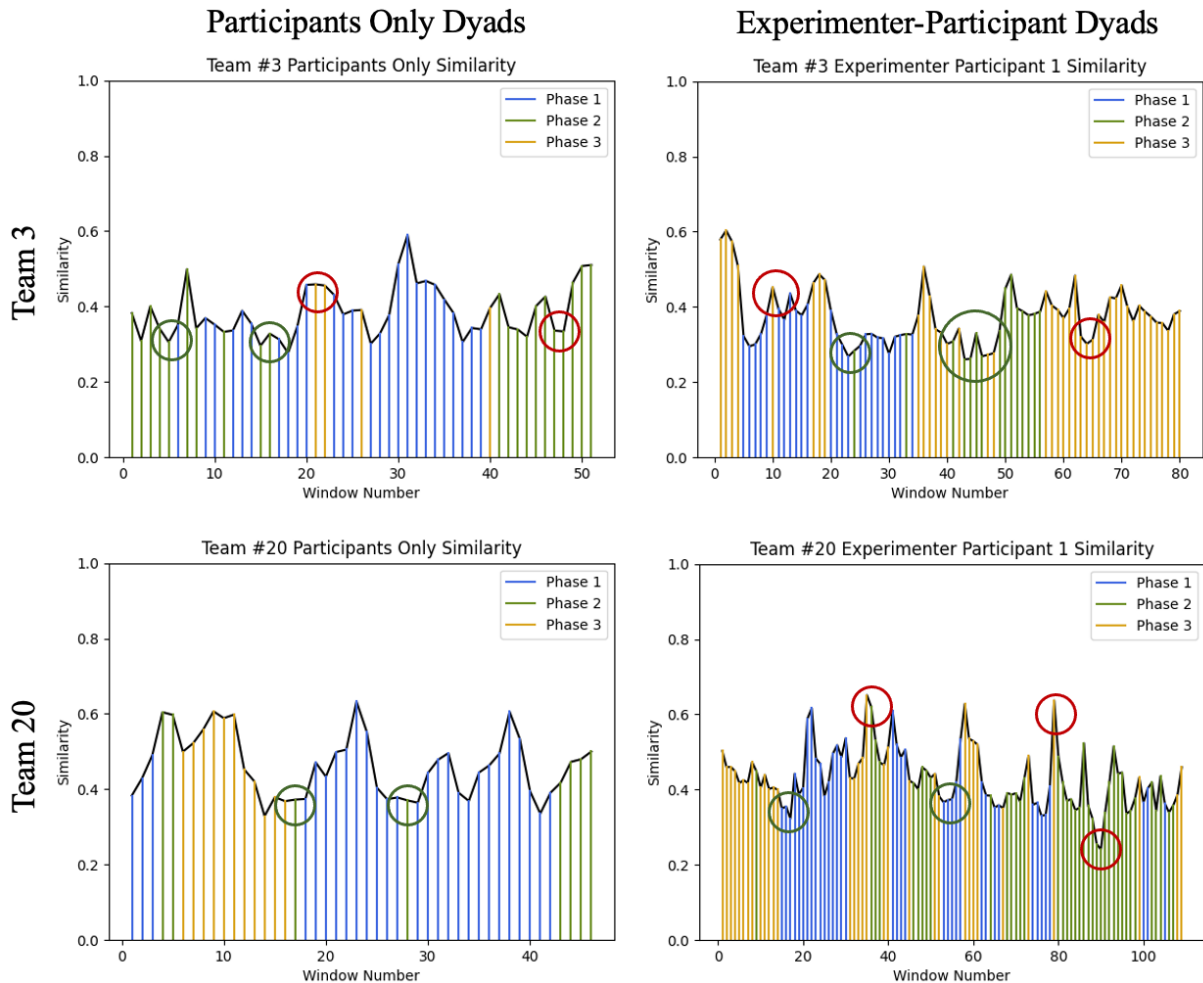 Participants Only Dyads
Experimenter-Participant Dyads
Team 3
Team #3 Participants Only Similarity
Phase 1
Phase 2
Phase 3
Similarity
1.0
0.8
0.6
0.4
0.2
0.0
0 10 20 30 40 50
Window Number
Team #3 Experimenter Participant 1 Similarity
Phase 1
Phase 2
Phase 3
Similarity
1.0
0.8
0.6
0.4
0.2
0.0
0 10 20 30 40 50 60 70 80
Window Number
Team 20
Team #20 Participants Only Similarity
Phase 1
Phase 2
Phase 3
Similarity
1.0
0.8
0.6
0.4
0.2
0.0
0 10 20 30 40
Window Number
Team #20 Experimenter Participant 1 Similarity
Phase 1
Phase 2
Phase 3
Similarity
1.0
0.8
0.6
0.4
0.2
0.0
0 20 40 60 80 100
Window Number